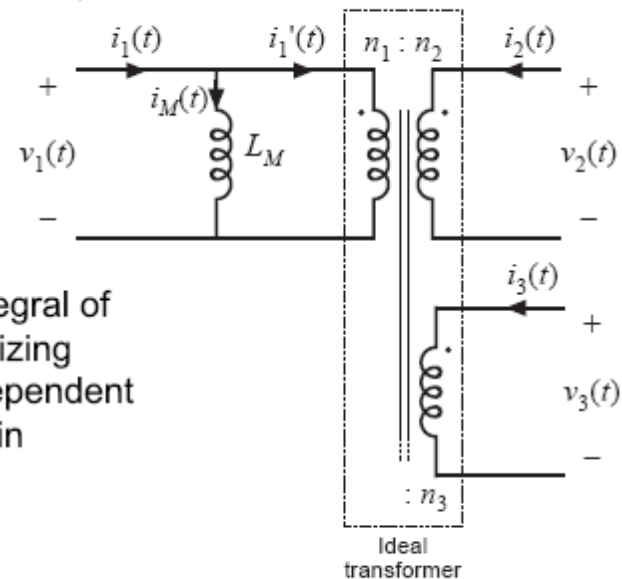 i1(t) i1'(t) n1 : n2 i2(t)
+ iM(t) +
v1(t) LM v2(t)
– –
i3(t)
egral of
izing
ependent
in
+
v3(t)
–
: n3
Ideal
transformer